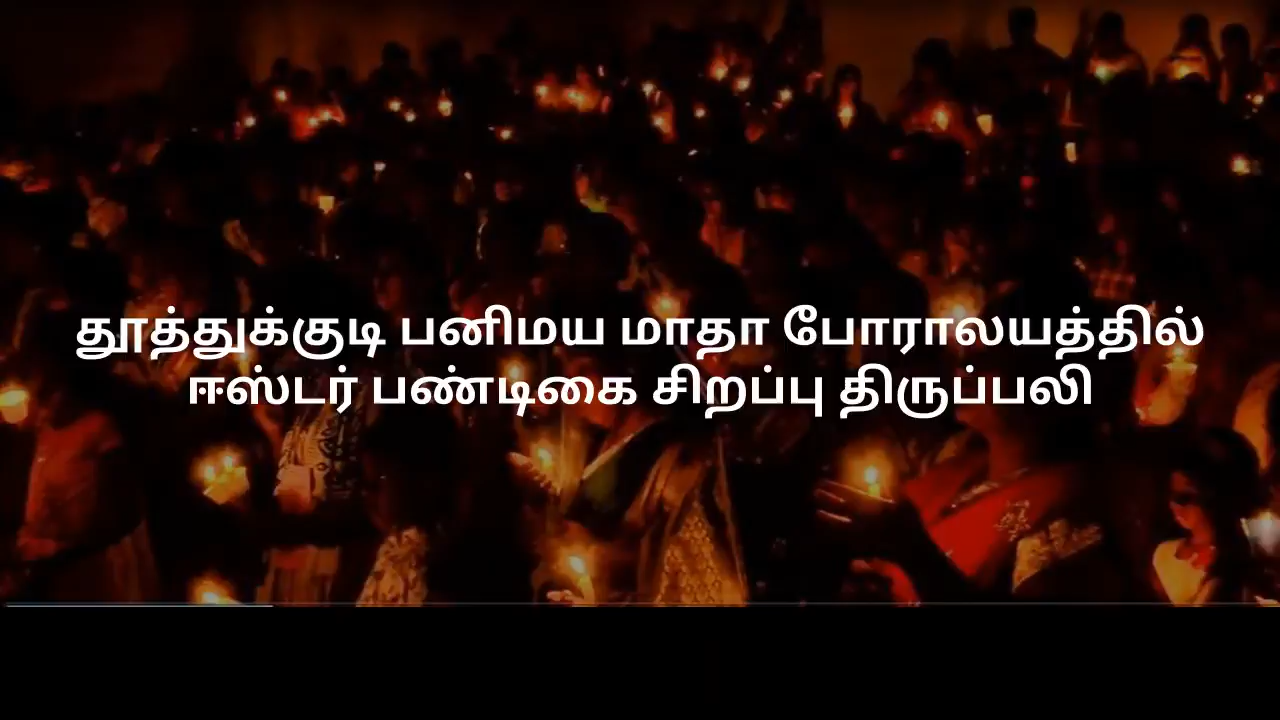 தூத்துக்குடி பனிமய மாதா போராலயத்தில்
ஈஸ்டர் பண்டிகை சிறப்பு திருப்பலி